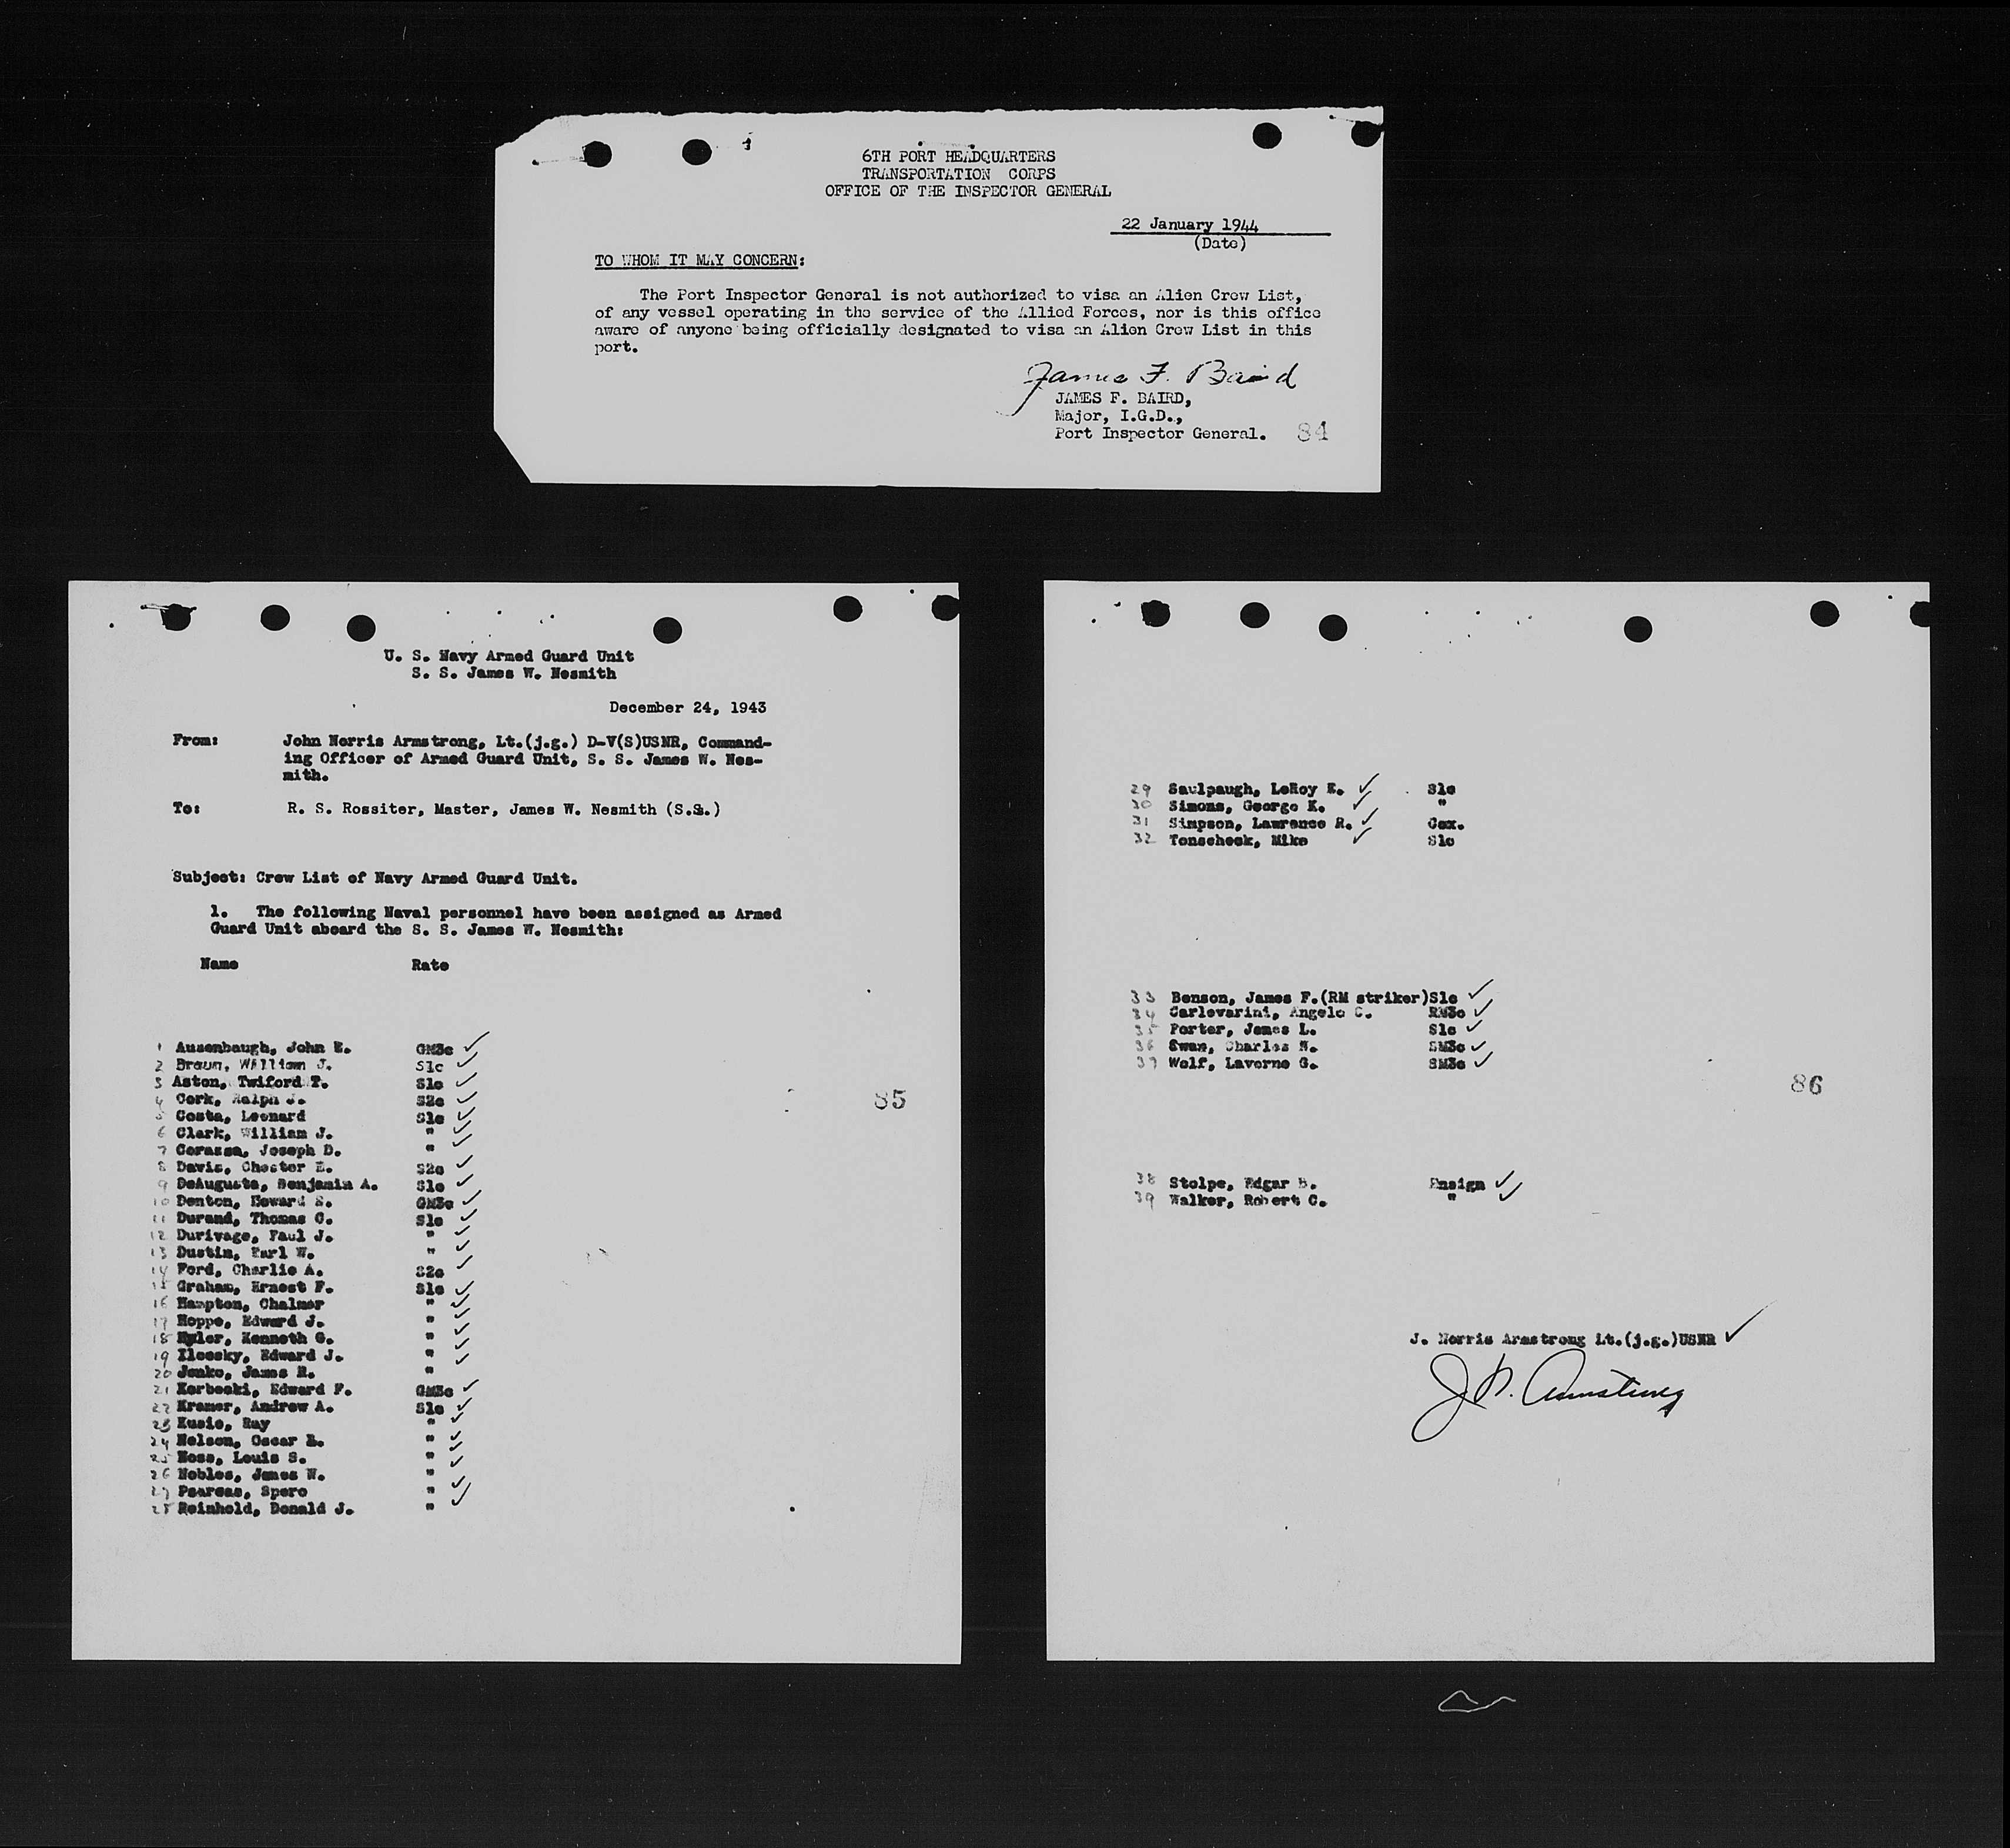 6TH PORT HEADQUARTERS
TRANSPORTATION CORPS
OFFICE OF THE INSPECTOR GENERAL
22 January 1944
(Date)
TO WHOM IT MAY CONCERN:
The Port Inspector General is not authorized to visa an Alien Crew List,
of any vessel operating in the service of the Allied Forces, nor is this office
aware of anyone being officially designated to visa an Alien Crew List in this
port.
James F. Baird
JAMES F. BAIRD,
Major, I.G.D.,
Port Inspector General. 84
U. S. Navy Armed Guard Unit
S. S. James W. Nesmith
December 24, 1943
From: John Norris Armstrong, Lt.(j.g.) D-V(S)USNR, Command-
ing Officer of Armed Guard Unit, S. S. James W. Nes-
mith.
To: R. S. Rossiter, Master, James W. Nesmith (S.S.)
Subject: Crew List of Navy Armed Guard Unit.
1. The following Naval personnel have been assigned as Armed
Guard Unit aboard the S. S. James W. Nesmith:
Name Rate
1 Ausenbaugh, John E. GM3c ✓
2 Braun, William J. S1c ✓
3 Aston, Twiford T. S1c ✓
4 Cork, Ralph J. S2c ✓
5 Costa, Leonard S1c ✓
6 Clark, William J. " ✓
7 Corazza, Joseph D. " ✓
8 Davis, Chester E. S2c ✓
9 DeAugusta, Benjamin A. S1c ✓
10 Denton, Howard S. GM3c ✓
11 Durand, Thomas C. S1c ✓
12 Durivage, Paul J. " ✓
13 Dustin, Earl W. " ✓
14 Ford, Charlie A. S2c ✓
15 Graham, Ernest F. S1c ✓
16 Hampton, Chalmer " ✓
17 Hoppe, Edward J. " ✓
18 Kenneth G. " ✓
19 Ilcesky, Edward J. " ✓
20 Jenko, James R. "
21 Korbeski, Edward F. GM3c ✓
22 Kramer, Andrew A. S1c ✓
23 Kusie, Ray " ✓
24 Nelson, Oscar L. " ✓
25 Ness, Louis S. " ✓
26 Nobles, James W. " ✓
27 Psareas, Spero " ✓
28 Reinhold, Donald J. " ✓
85
29 Saulpaugh, LeRoy E. ✓ S1c
30 Simons, George K. ✓ "
31 Simpson, Lawrence R. ✓ Cox.
32 Tonscheck, Mike ✓ S1c
33 Benson, James F.(RM striker)S1c ✓
34 Carlevarini, Angelo C. RM3c ✓
35 Porter, James L. S1c ✓
36 Swan, Charles N. SM3c ✓
37 Wolf, Laverne G. SM3c ✓
86
38 Stolpe, Edgar B. Ensign ✓
39 Walker, Robert C. " ✓
J. Norris Armstrong Lt.(j.g.)USNR ✓
J N. Armstrong